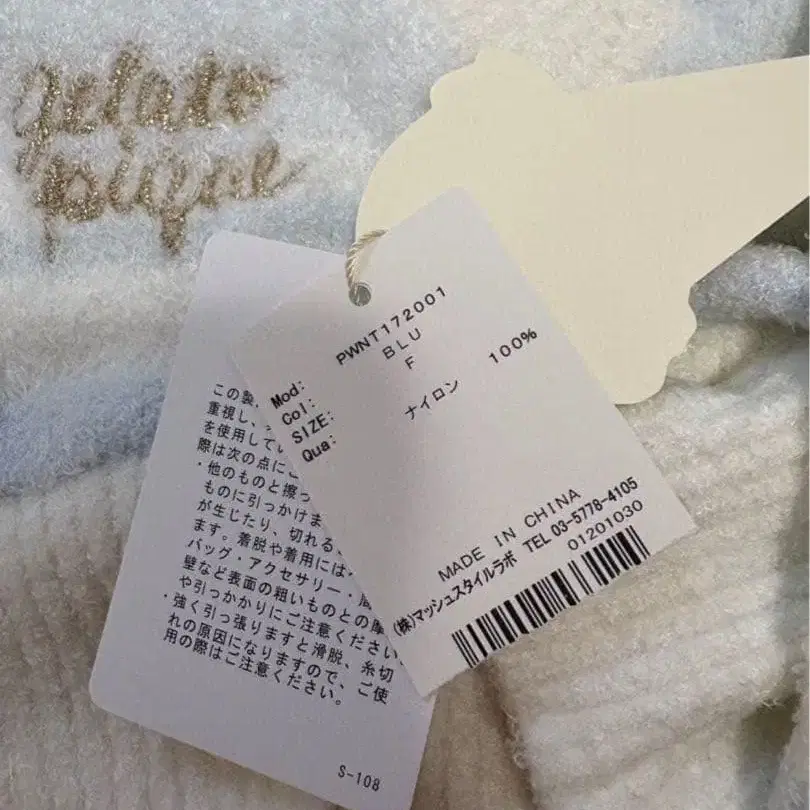 gelato
pique
Mod: PWNT172001
Col: BLU
SIZE: F
Qua: ナイロン 100%
MADE IN CHINA
(株)マッシュスタイルラボ TEL 03-5778-4105
01201030
この製
重視し、
を使用してい
際は次の点にご
・他のものと擦っ
ものに引っかけま
が生じたり、切れる
ます。着脱や着用には
バッグ・アクセサリー・
壁など表面の粗いものとの摩
や引っかかりにご注意ください
・強く引っ張りますと滑脱、糸切
れの原因になりますので、ご使
用の際はご注意ください。
S-108